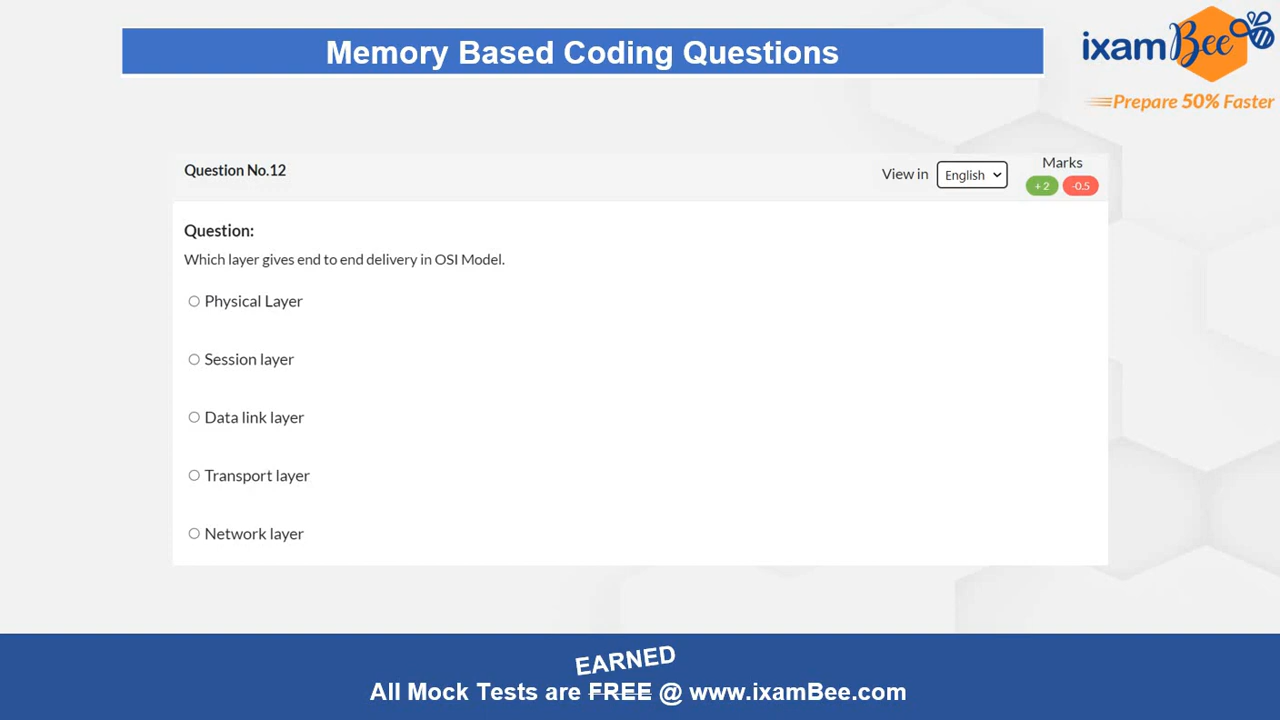 Memory Based Coding Questions
ixamBee
Prepare 50% Faster
Question No.12
View in English
Marks
+ 2 -0.5
Question:
Which layer gives end to end delivery in OSI Model.
Physical Layer
Session layer
Data link layer
Transport layer
Network layer
EARNED
All Mock Tests are FREE @ www.ixamBee.com